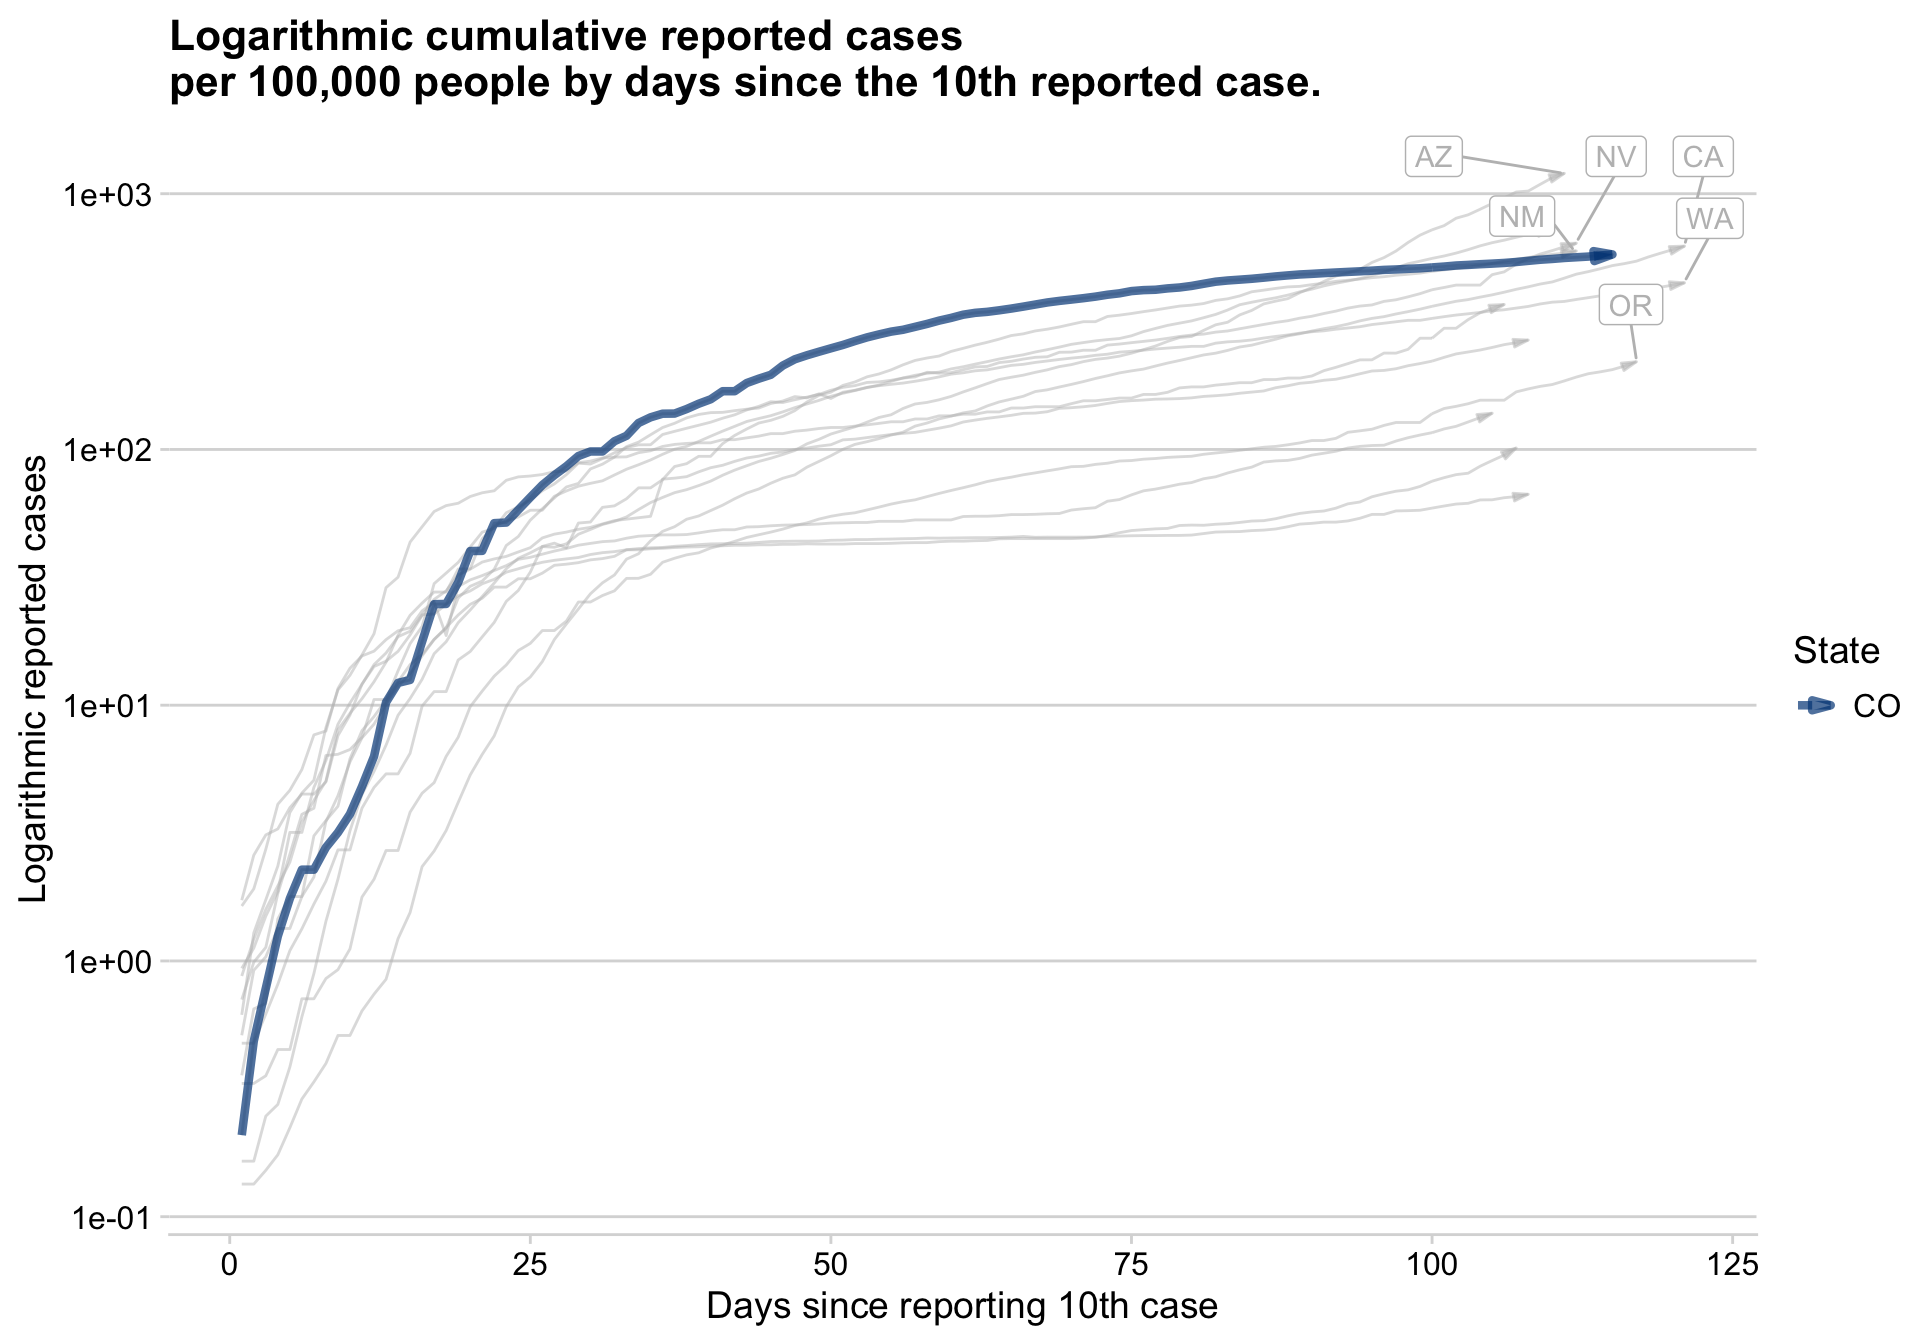 Logarithmic cumulative reported cases
per 100,000 people by days since the 10th reported case.
AZ
NV
CA
NM
WA
OR
1e+03
1e+02
1e+01
1e+00
1e-01
Logarithmic reported cases
0
25
50
75
100
125
Days since reporting 10th case
State
CO